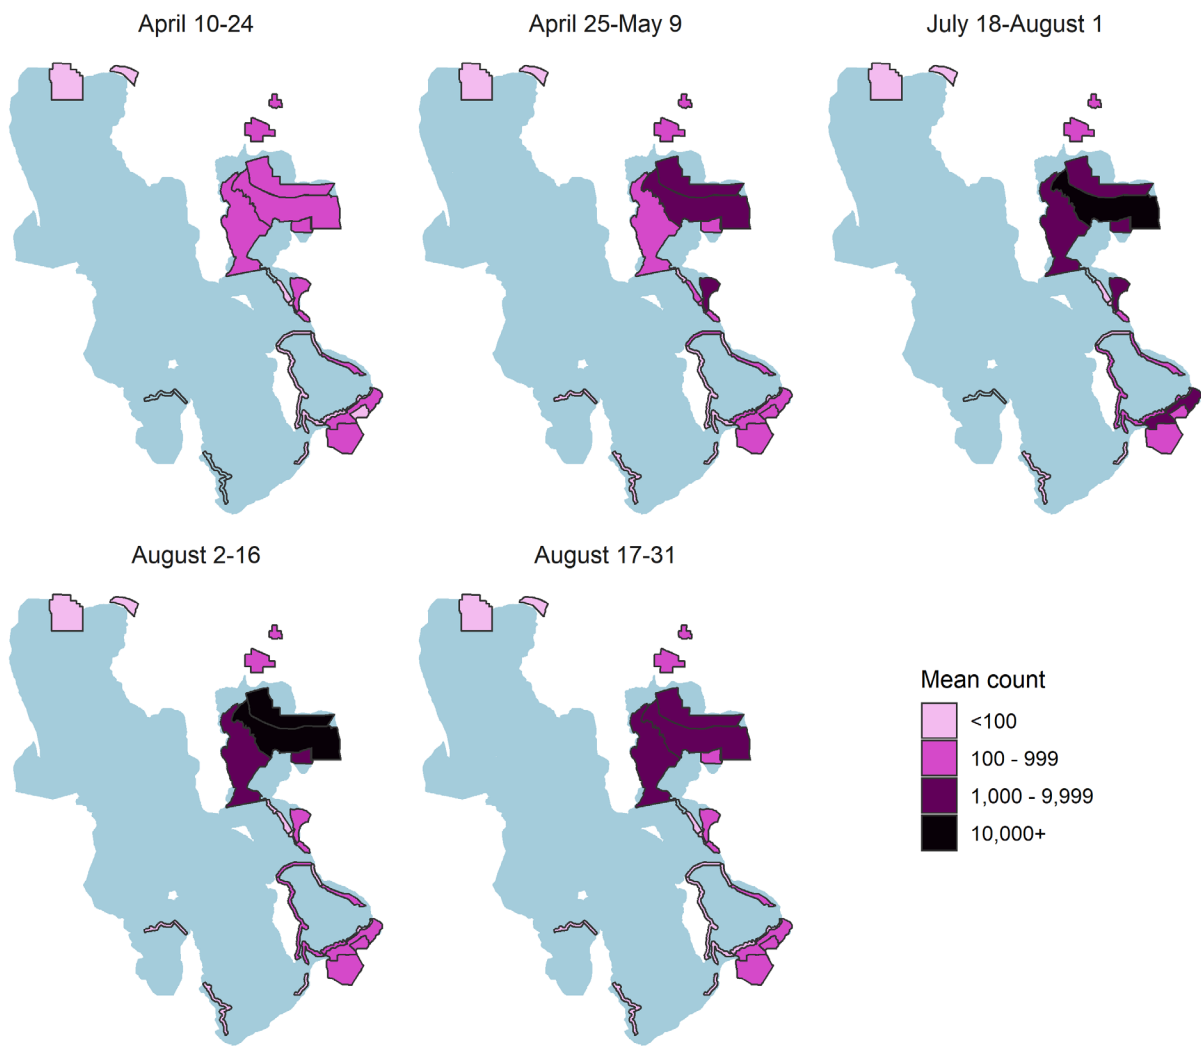 April 10-24
April 25-May 9
July 18-August 1
August 2-16
August 17-31
Mean count
<100
100 - 999
1,000 - 9,999
10,000+